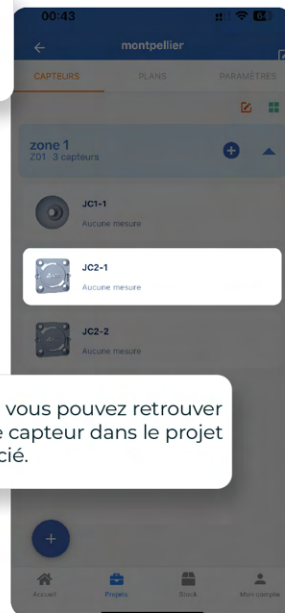 00:43
montpellier
CAPTEURS PLANS PARAMÈTRES
zone 1
Z01 3 capteurs
JC1-1
Aucune mesure
JC2-1
Aucune mesure
JC2-2
Aucune mesure
vous pouvez retrouver
capteur dans le projet
Accueil Projets Stock Mon compte